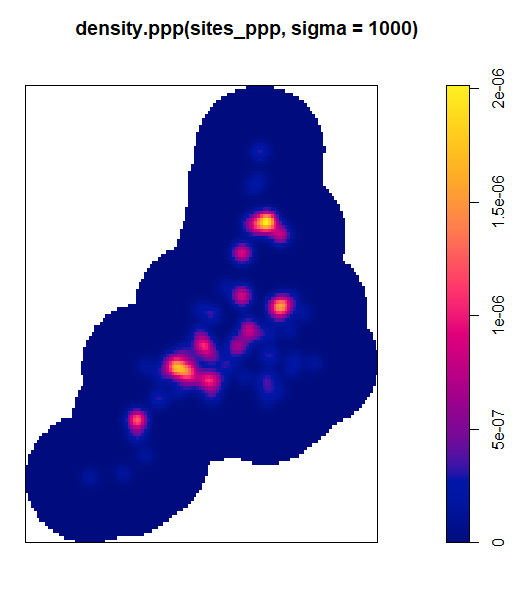 density.ppp(sites_ppp, sigma = 1000)
2e-06
1.5e-06
1e-06
5e-07
0